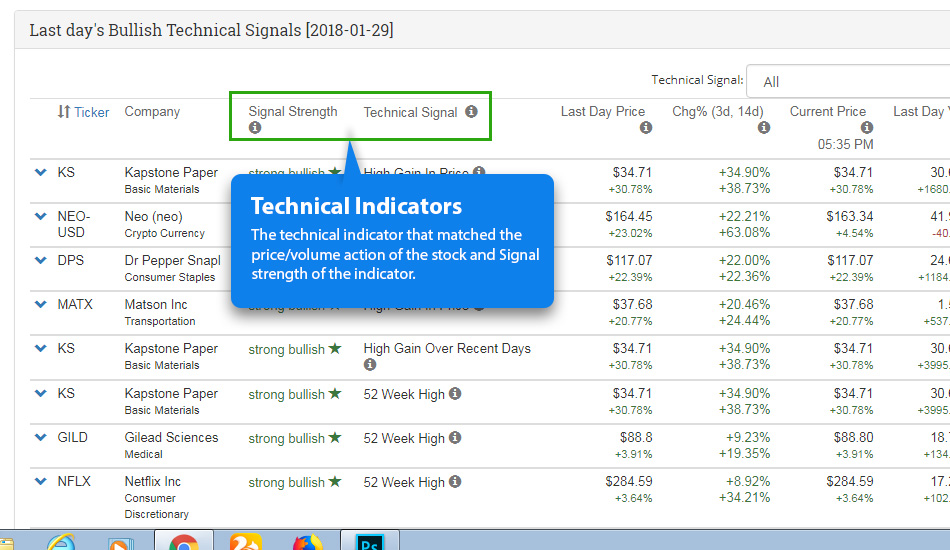 Last day's Bullish Technical Signals [2018-01-29]
Technical Signal: All
Ticker Company Signal Strength Technical Signal Last Day Price Chg% (3d, 14d) Current Price Last Day
05:35 PM
KS Kapstone Paper strong bullish High Gain In Price $34.71 +34.90% $34.71 30.
Basic Materials +30.78% +38.73% +30.78% +1680.
NEO- Neo (neo) $164.45 +22.21% $163.34 41.
USD Crypto Currency +23.02% +63.08% +4.54% -40.
DPS Dr Pepper Snapl $117.07 +22.00% $117.07 24.
Consumer Staples +22.39% +22.36% +22.39% +1184.
Technical Indicators
The technical indicator that matched the
price/volume action of the stock and Signal
strength of the indicator.
MATX Matson Inc High Gain In Price $37.68 +20.46% $37.68 1.
Transportation +20.77% +24.44% +20.77% +537.
KS Kapstone Paper strong bullish High Gain Over Recent Days $34.71 +34.90% $34.71 30.
Basic Materials +30.78% +38.73% +30.78% +3995.
KS Kapstone Paper strong bullish 52 Week High $34.71 +34.90% $34.71 30.
Basic Materials +30.78% +38.73% +30.78% +3995.
GILD Gilead Sciences strong bullish 52 Week High $88.8 +9.23% $88.80 18.
Medical +3.91% +19.35% +3.91% +134.
NFLX Netflix Inc strong bullish 52 Week High $284.59 +8.92% $284.59 17.
Consumer +3.64% +34.21% +3.64% +102.
Discretionary
Ps